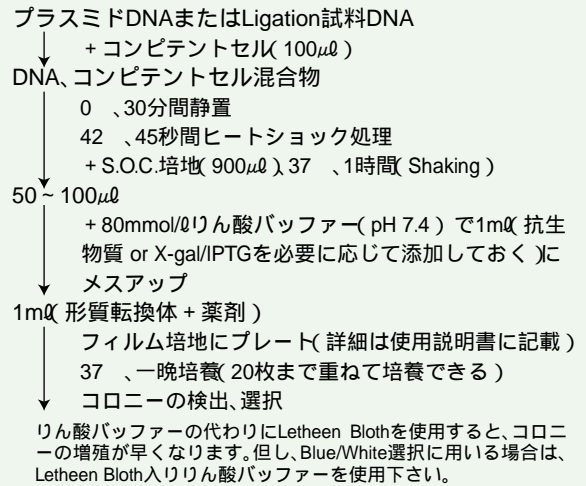 プラスミドDNAまたはLigation試料DNA
+ コンピテントセル( 100μℓ )
DNA、コンピテントセル混合物
0 、30分間静置
42 、45秒間ヒートショック処理
+ S.O.C.培地( 900μℓ )、37 、1時間( Shaking )
50 ~ 100μℓ
+ 80mmol/ℓりん酸バッファー( pH 7.4 ) で1mℓ( 抗生
物質 or X-gal/IPTGを必要に応じて添加しておく )に
メスアップ
1mℓ( 形質転換体 + 薬剤 )
フィルム培地にプレート( 詳細は使用説明書に記載 )
37 、一晩培養( 20枚まで重ねて培養できる )
コロニーの検出、選択
りん酸バッファーの代わりにLetheen Blothを使用すると、コロニ
ーの増殖が早くなります。但し、Blue/White選択に用いる場合は、
Letheen Bloth入りりん酸バッファーを使用下さい。